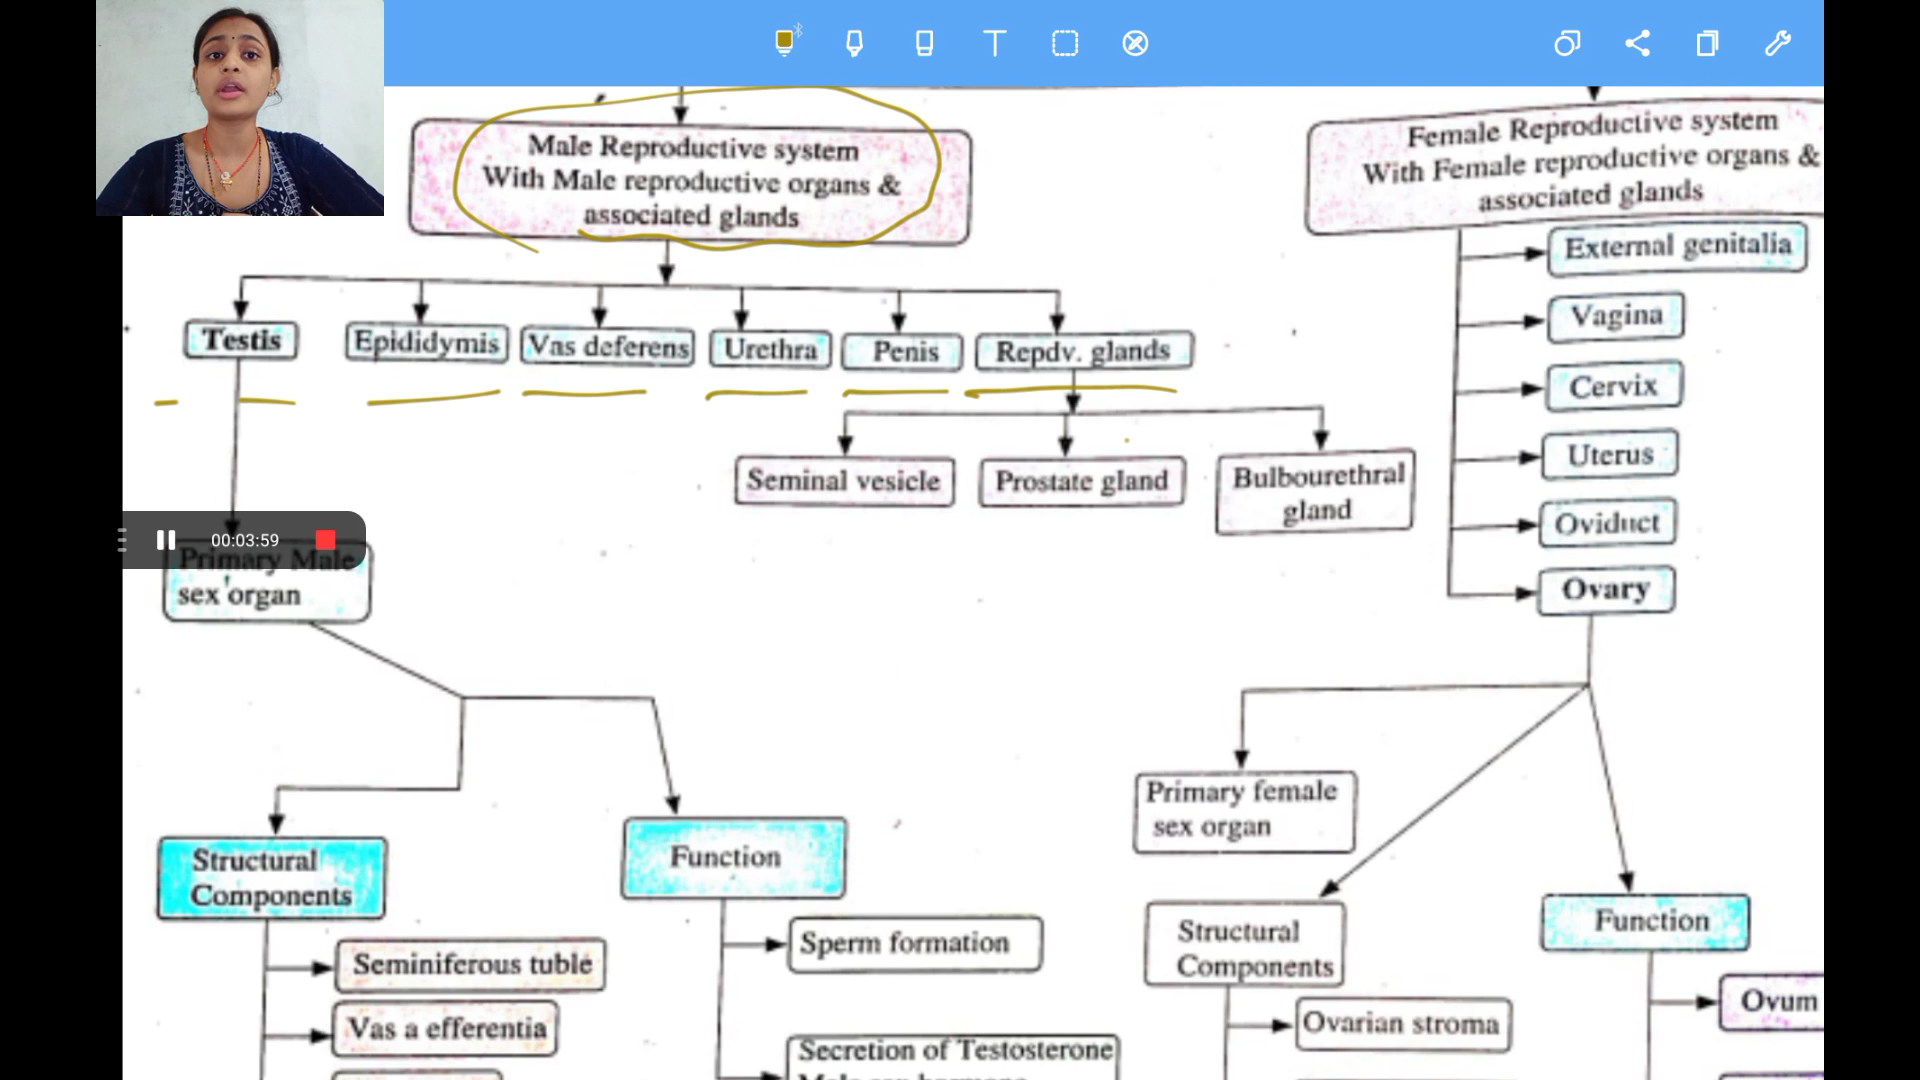 Male Reproductive system
With Male reproductive organs &
associated glands
Female Reproductive system
With Female reproductive organs &
associated glands
External genitalia
Vagina
Cervix
Uterus
Oviduct
Ovary
Testis
Epididymis
Vas deferens
Urethra
Penis
Repdv. glands
Seminal vesicle
Prostate gland
Bulbourethral
gland
00:03:59
Primary Male
sex organ
Structural
Components
Function
Seminiferous tuble
Vas a efferentia
Sperm formation
Secretion of Testosterone
Primary female
sex organ
Structural
Components
Function
Ovarian stroma
Ovum